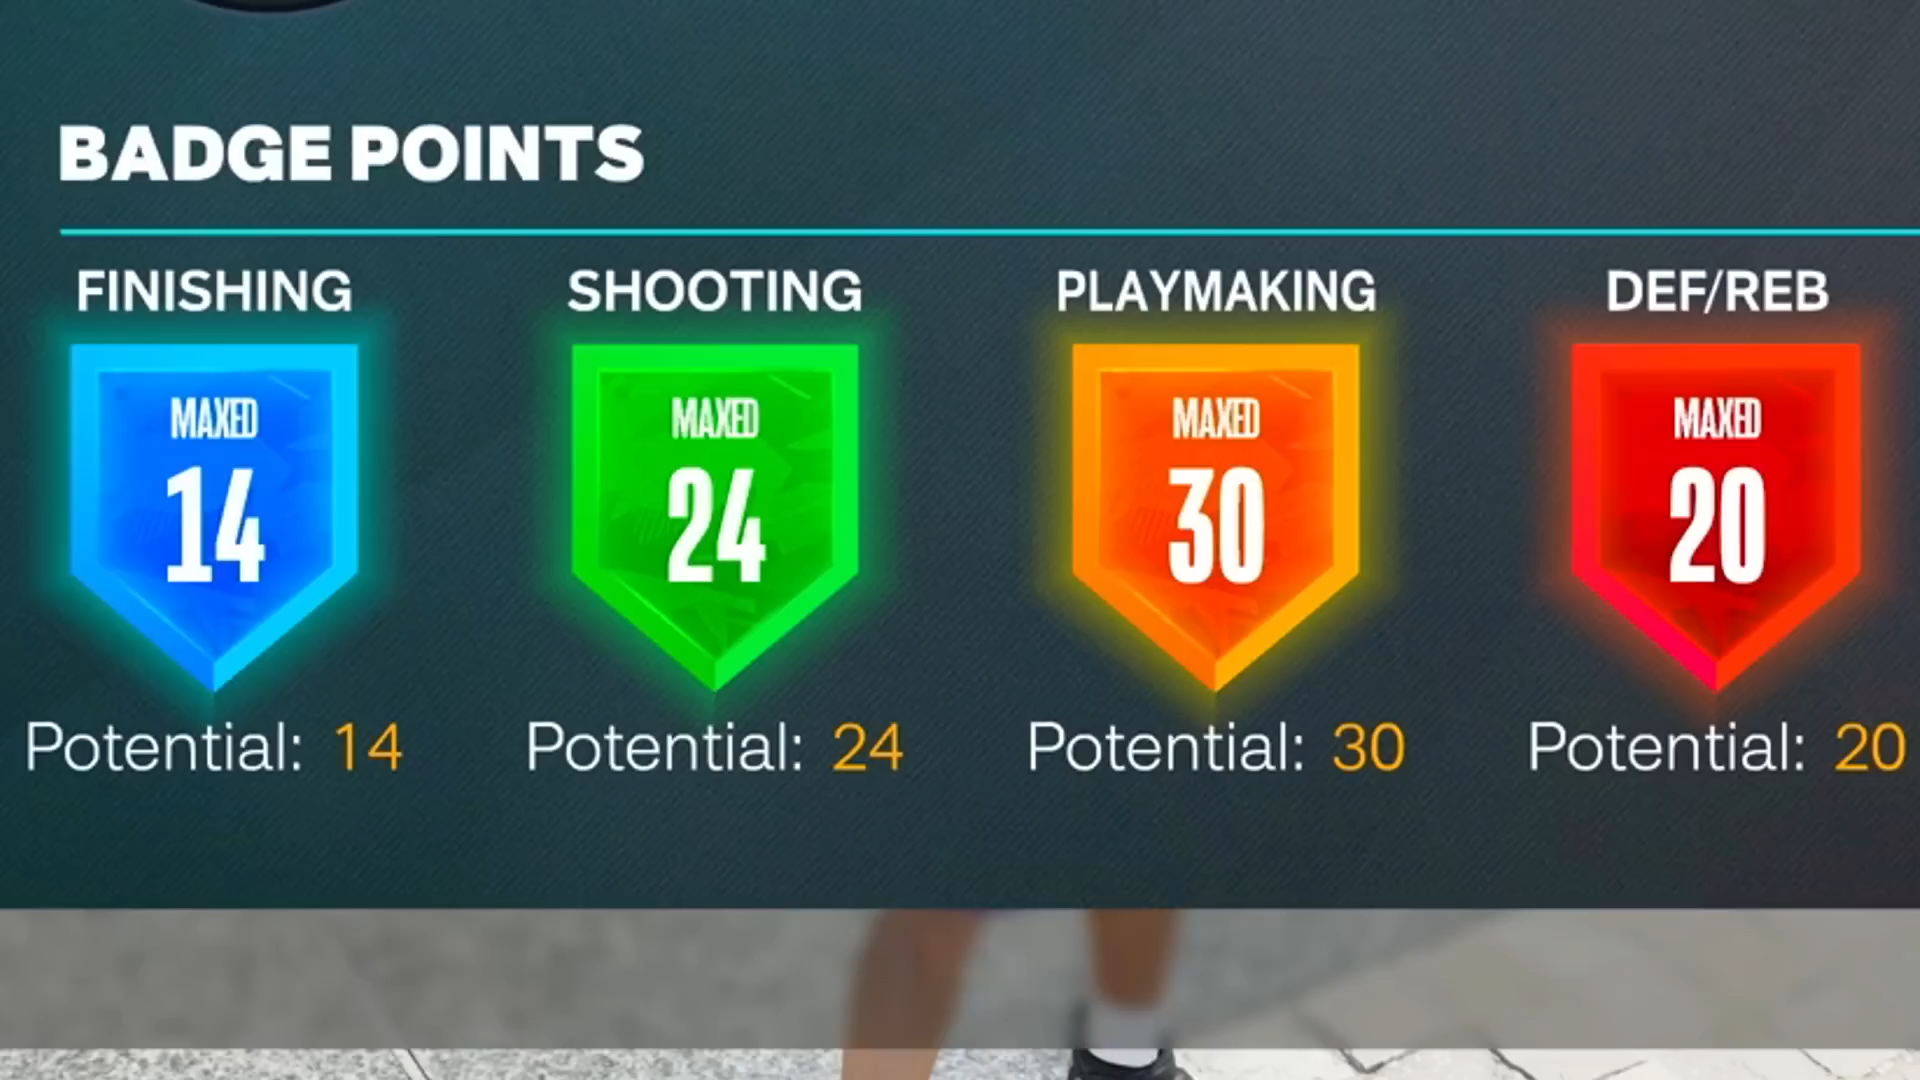 BADGE POINTS
FINISHING SHOOTING PLAYMAKING DEF/REB
MAXED MAXED MAXED MAXED
14 24 30 20
Potential: 14 Potential: 24 Potential: 30 Potential: 20